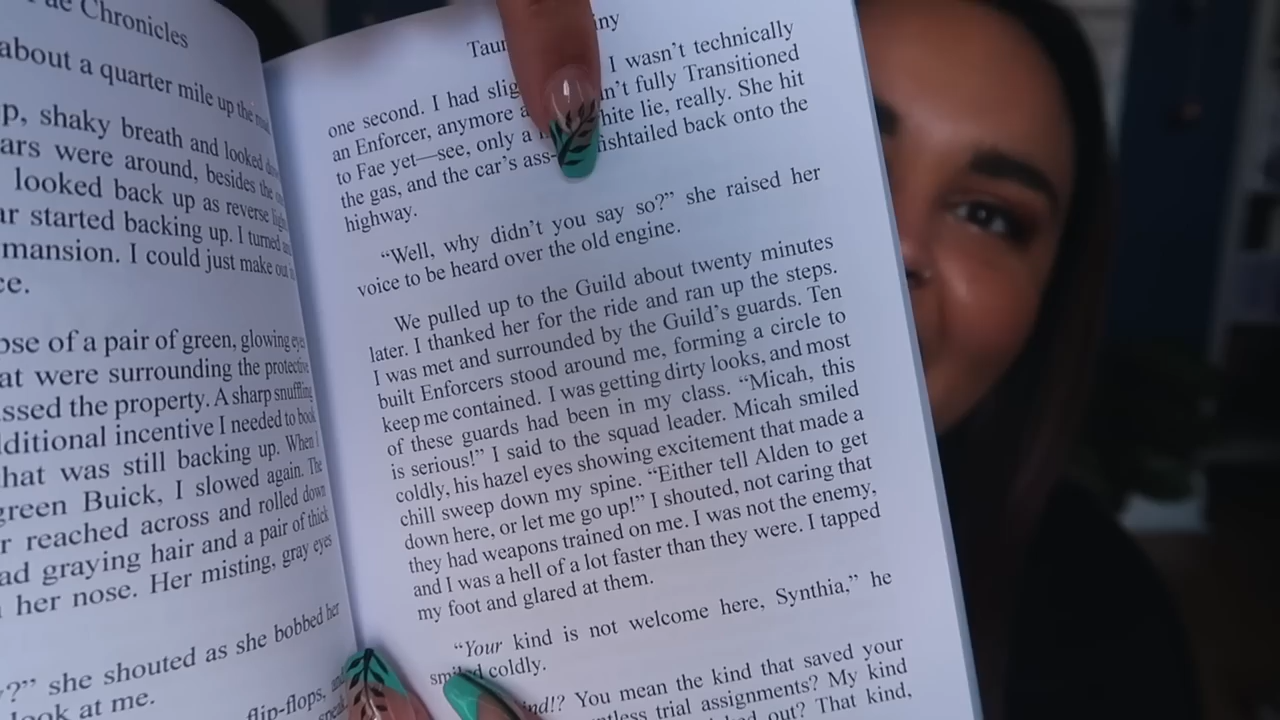 ae Chronicles
about a quarter mile up the
p, shaky breath and looked
ars were around, besides the
looked back up as reverse
ar started backing up. I turned
mansion. I could just make out
ce.
ose of a pair of green, glowing eyes
at were surrounding the protective
ssed the property. A sharp snuffling
ditional incentive I needed to book
hat was still backing up. When I
green Buick, I slowed again. The
r reached across and rolled down
ad graying hair and a pair of thick
her nose. Her misting, gray eyes
?” she shouted as she bobbed her
look at me.
flip-flops, and
Taun iny
one second. I had slig I wasn’t technically
an Enforcer, anymore a n’t fully Transitioned
to Fae yet—see, only a hite lie, really. She hit
the gas, and the car’s ass- fishtailed back onto the
highway.
“Well, why didn’t you say so?” she raised her
voice to be heard over the old engine.
We pulled up to the Guild about twenty minutes
later. I thanked her for the ride and ran up the steps.
I was met and surrounded by the Guild’s guards. Ten
built Enforcers stood around me, forming a circle to
keep me contained. I was getting dirty looks, and most
of these guards had been in my class. “Micah, this
is serious!” I said to the squad leader. Micah smiled
coldly, his hazel eyes showing excitement that made a
chill sweep down my spine. “Either tell Alden to get
down here, or let me go up!” I shouted, not caring that
they had weapons trained on me. I was not the enemy,
and I was a hell of a lot faster than they were. I tapped
my foot and glared at them.
“Your kind is not welcome here, Synthia,” he
smiled coldly.
ind!? You mean the kind that saved your
ntless trial assignments? My kind
ed out? That kind,